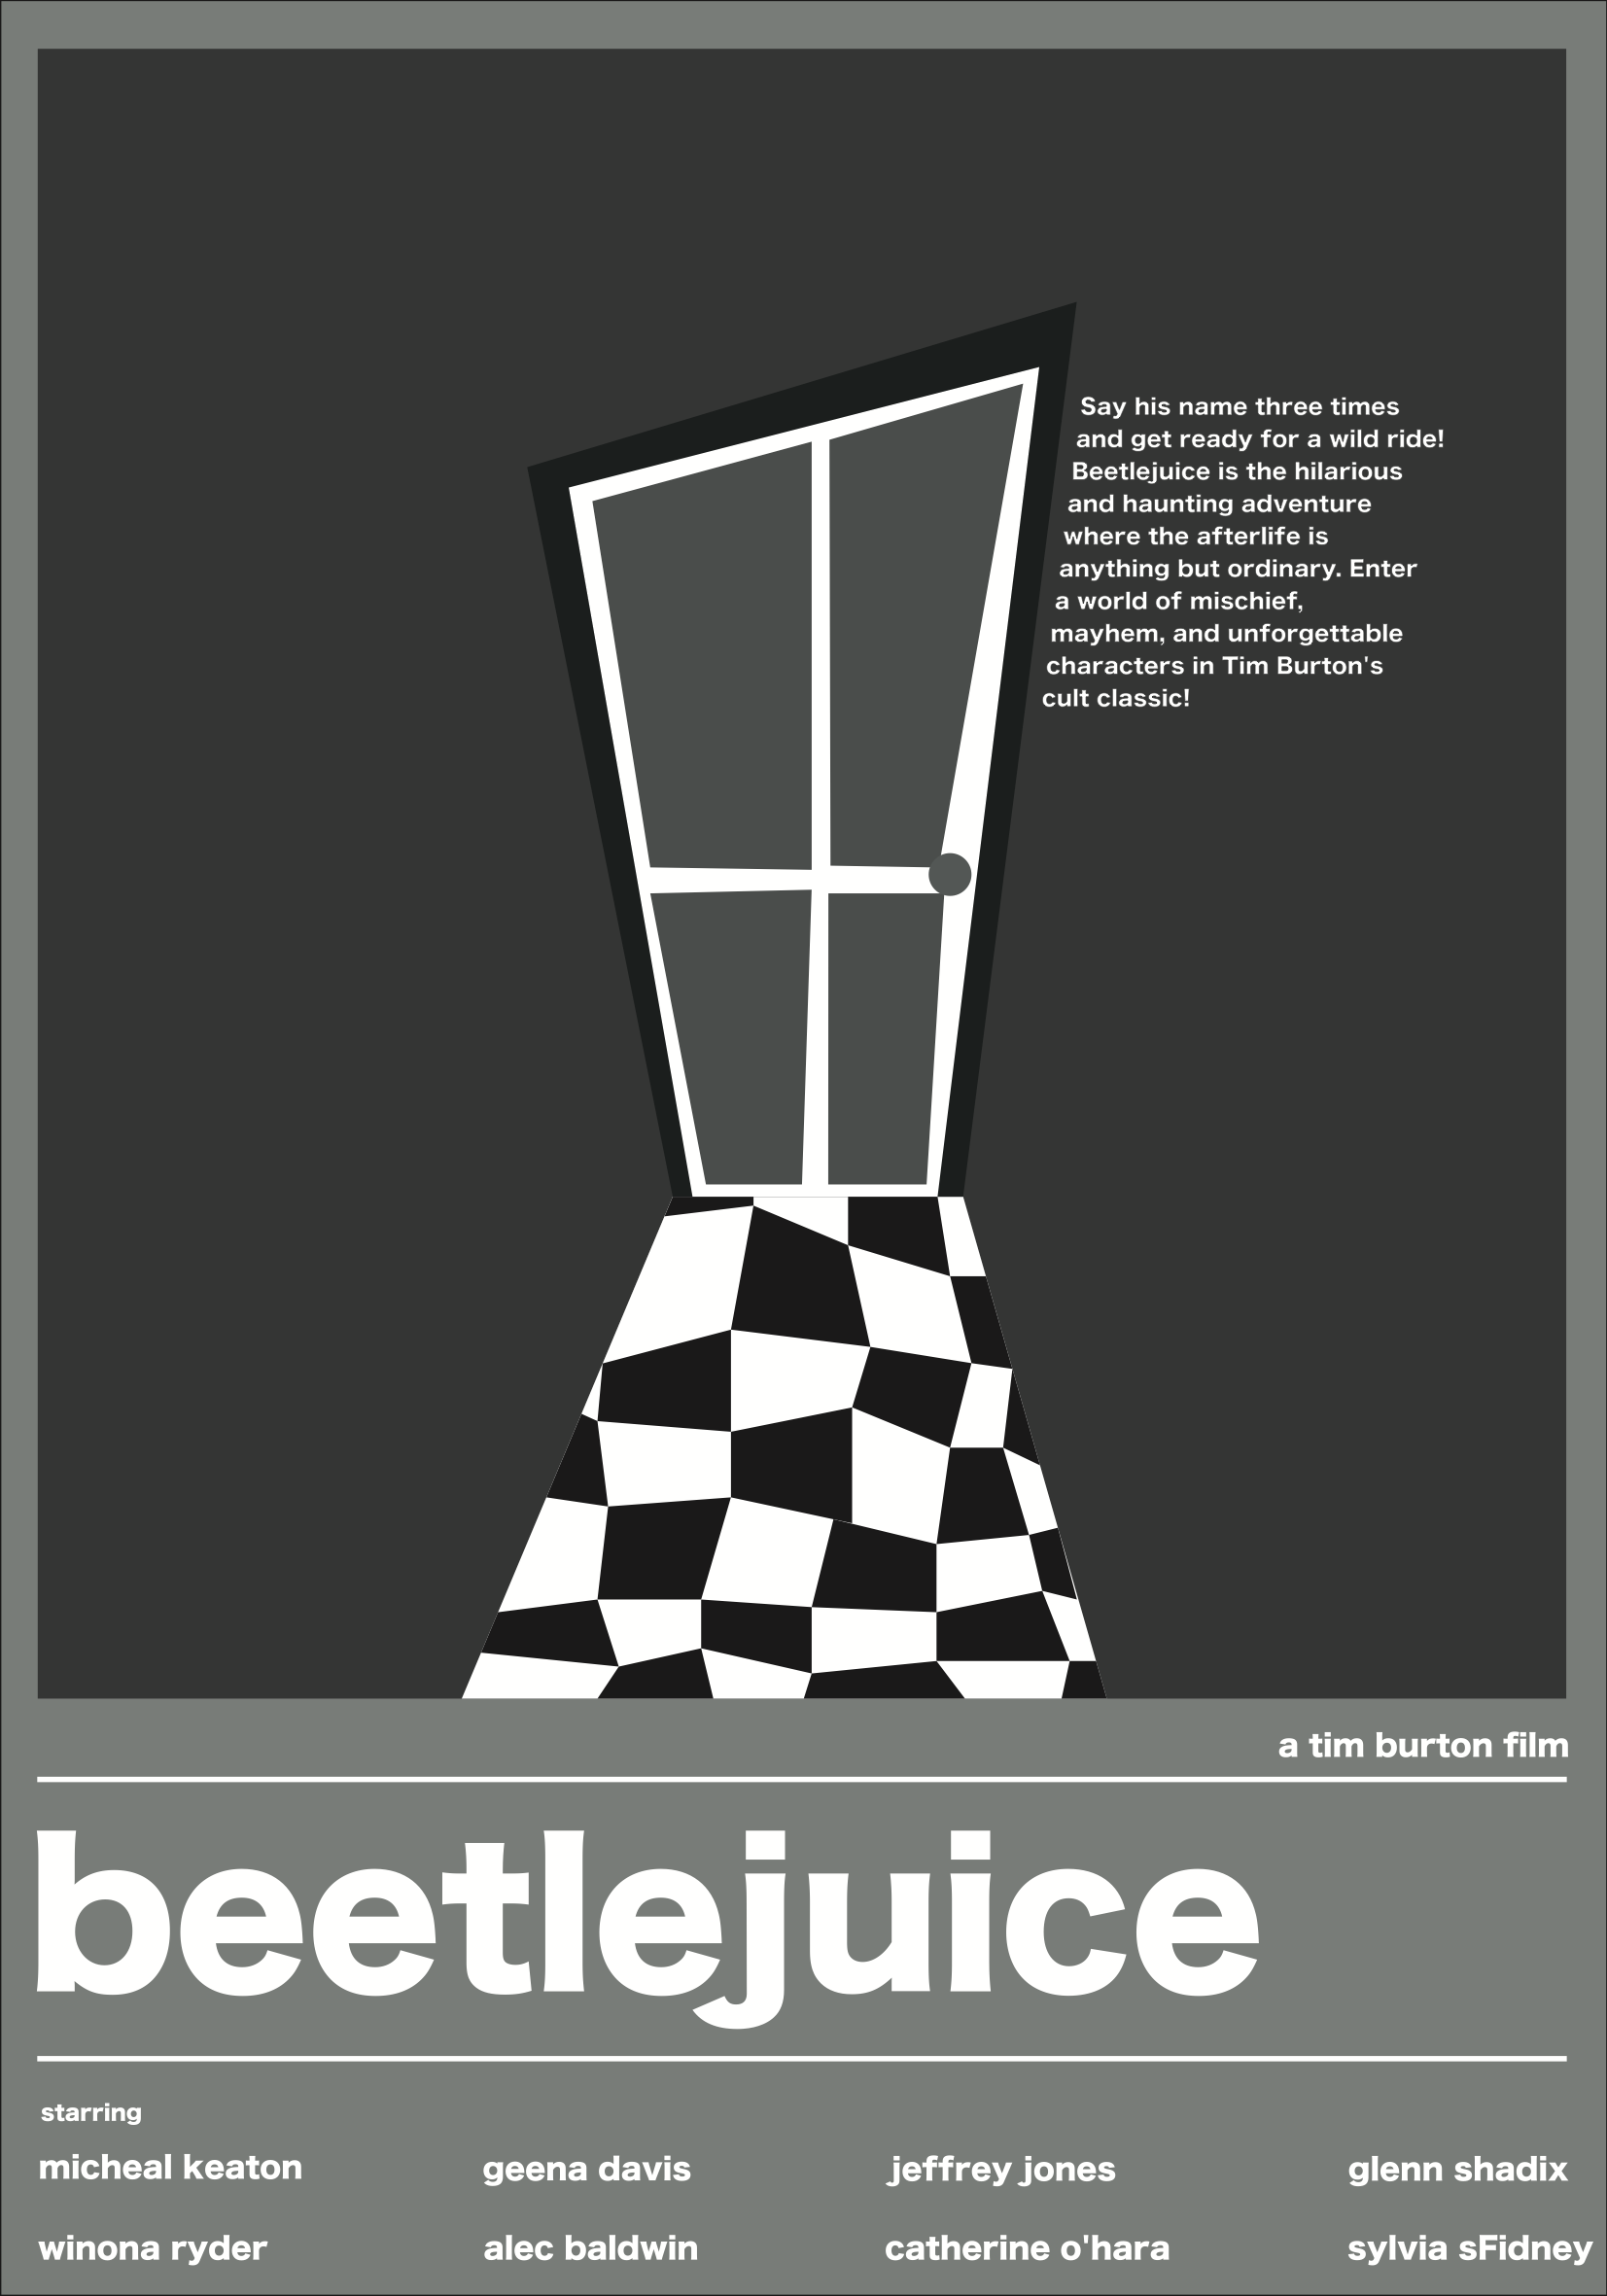 Say his name three times
and get ready for a wild ride!
Beetlejuice is the hilarious
and haunting adventure
where the afterlife is
anything but ordinary. Enter
a world of mischief,
mayhem, and unforgettable
characters in Tim Burton's
cult classic!
a tim burton film
beetlejuice
starring
micheal keaton
geena davis
jeffrey jones
glenn shadix
winona ryder
alec baldwin
catherine o'hara
sylvia sFidney